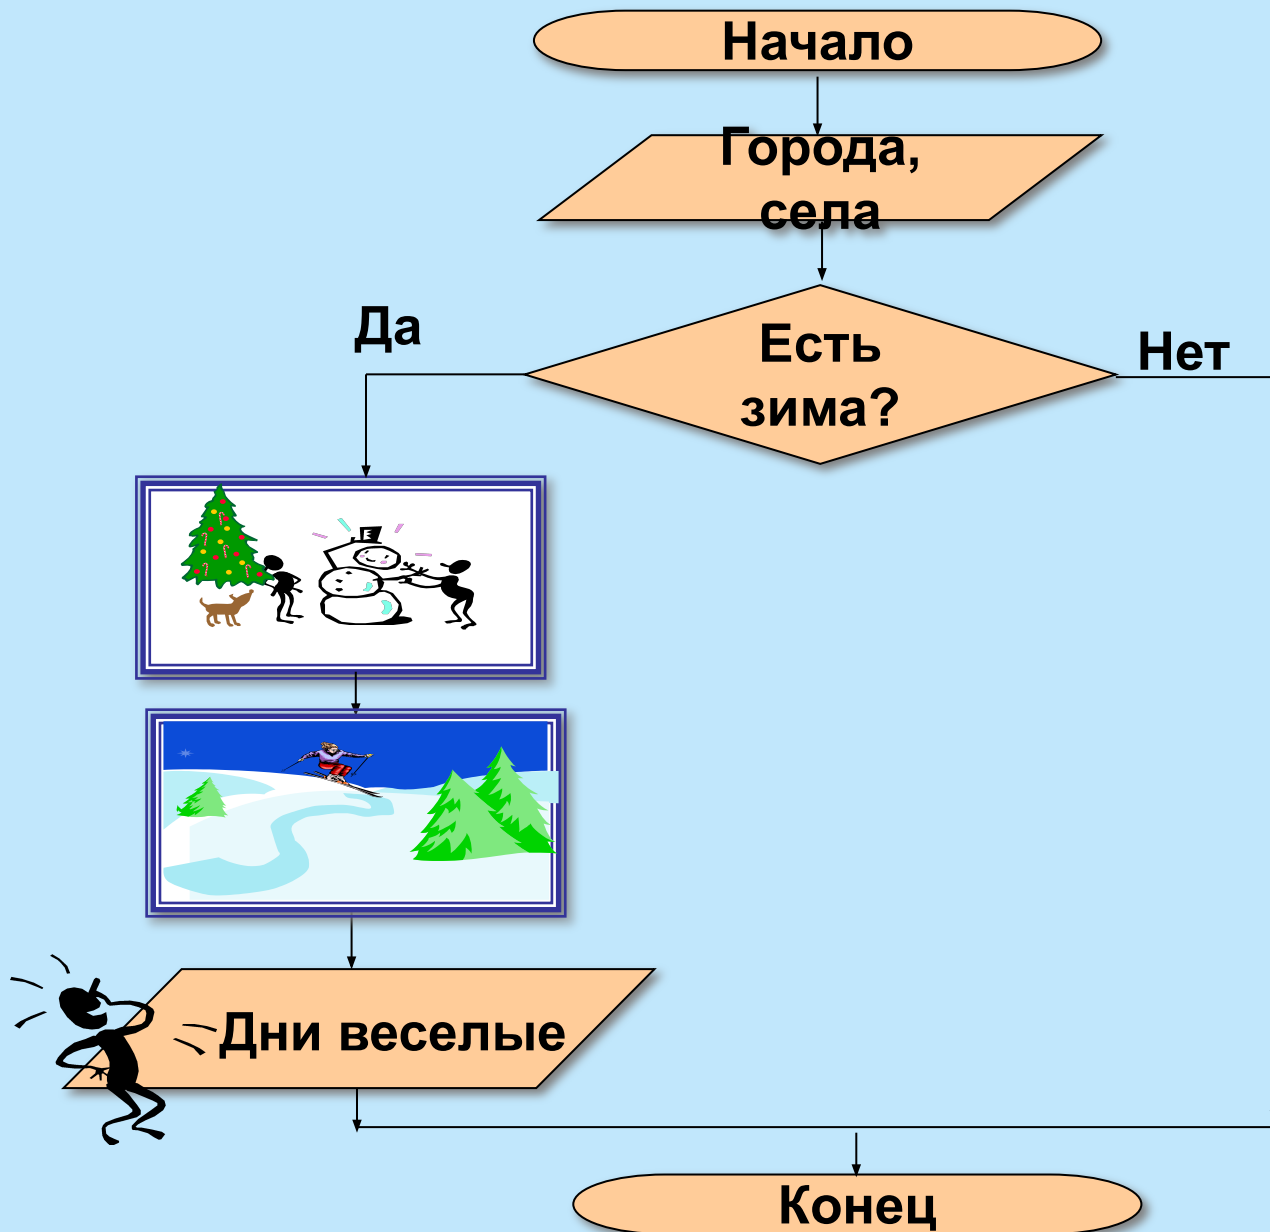 Начало
Города,
села
Да
Есть
зима?
Нет
Дни веселые
Конец